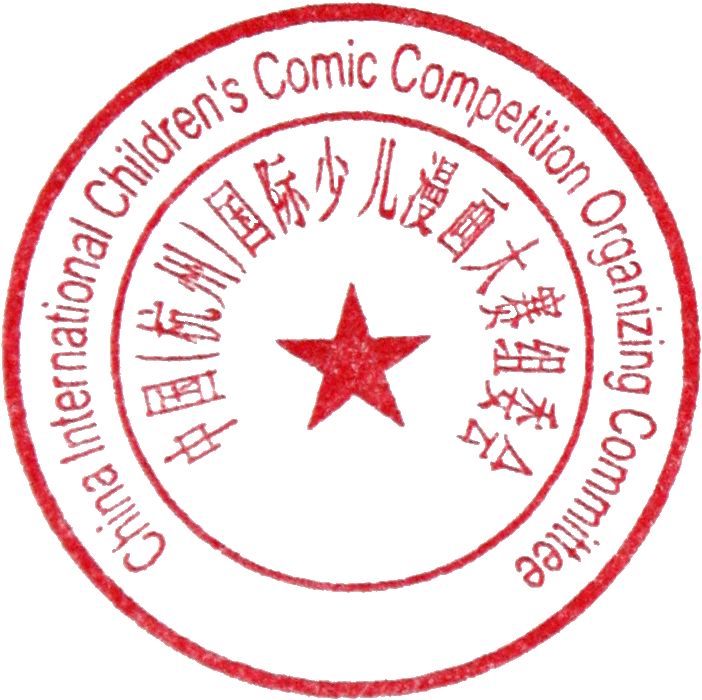 China International Children's Comic Competition Organizing Committee
中国(杭州)国际少儿漫画大赛组委会